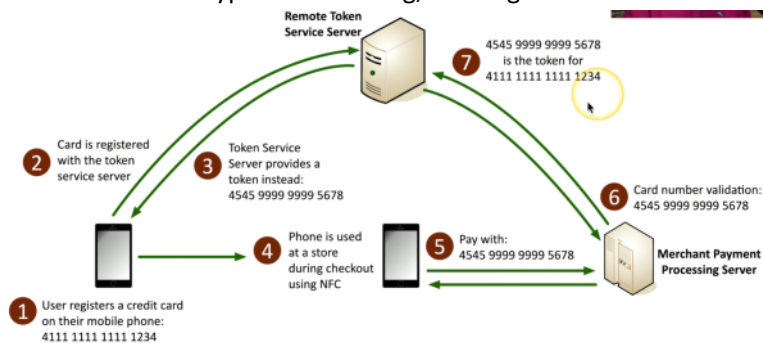 Remote Token
Service Server
7
4545 9999 9999 5678
is the token for
4111 1111 1111 1234
2
Card is registered
with the token
service server
3
Token Service
Server provides a
token instead:
4545 9999 9999 5678
6
Card number validation:
4545 9999 9999 5678
4
Phone is used
at a store
during checkout
using NFC
5
Pay with:
4545 9999 9999 5678
Merchant Payment
Processing Server
1
User registers a credit card
on their mobile phone:
4111 1111 1111 1234